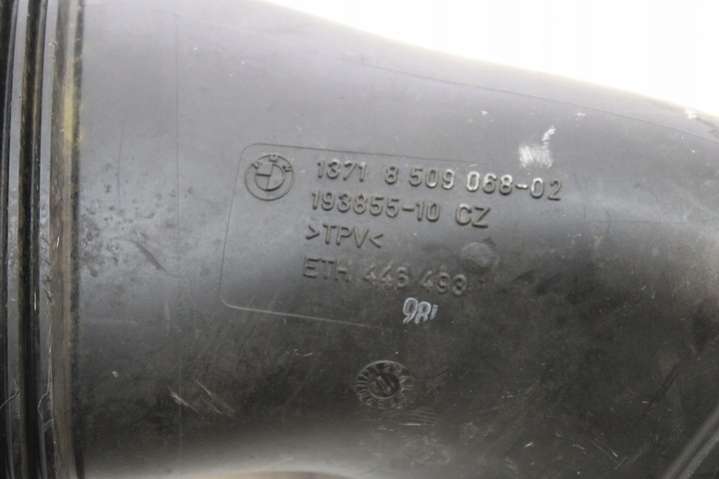 1371 8 509 068-02
193855-10 CZ
>TPV<
ETH 446 493